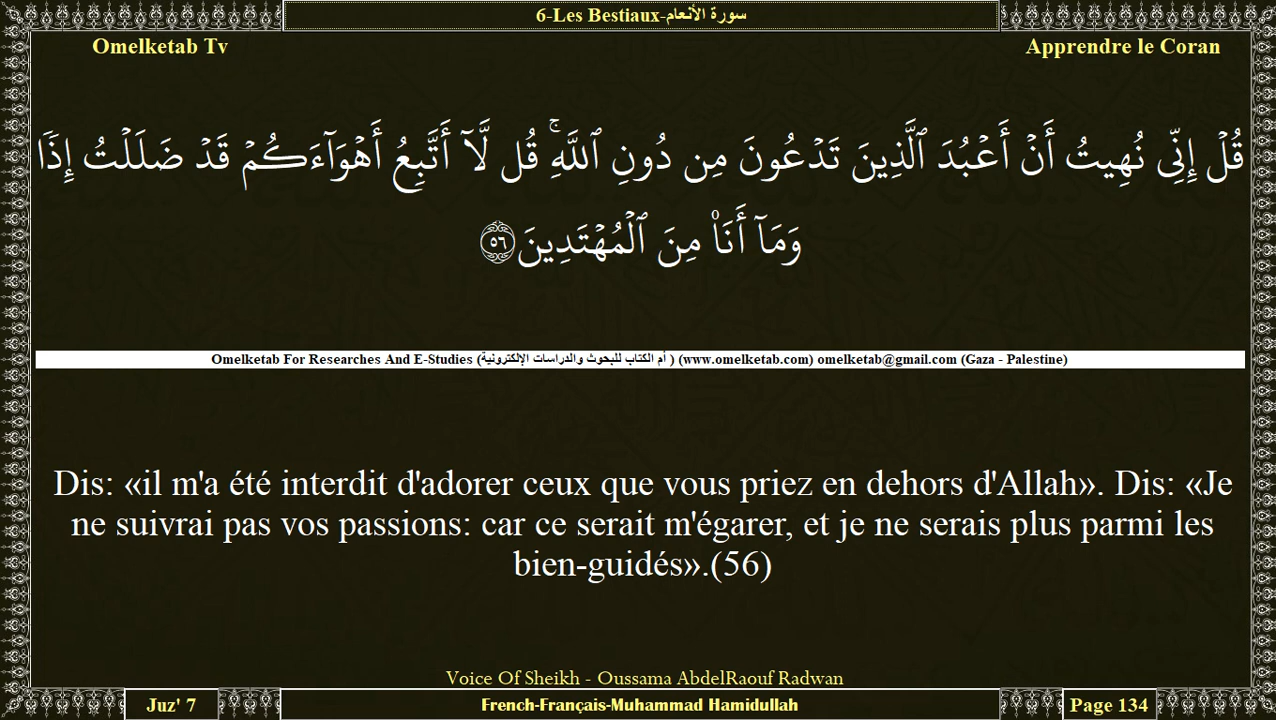 6-Les Bestiaux-سورة الأنعام
Omelketab Tv
Apprendre le Coran
قُلۡ إِنِّي نُهِيتُ أَنۡ أَعۡبُدَ ٱلَّذِينَ تَدۡعُونَ مِن دُونِ ٱللَّهِۚ قُل لَّآ أَتَّبِعُ أَهۡوَآءَكُمۡ قَدۡ ضَلَلۡتُ إِذٗا
وَمَآ أَنَا۠ مِنَ ٱلۡمُهۡتَدِينَ ٥٦
Omelketab For Researches And E-Studies (أم الكتاب للبحوث والدراسات الإلكترونية ) (www.omelketab.com) omelketab@gmail.com (Gaza - Palestine)
Dis: «il m'a été interdit d'adorer ceux que vous priez en dehors d'Allah». Dis: «Je
ne suivrai pas vos passions: car ce serait m'égarer, et je ne serais plus parmi les
bien-guidés».(56)
Voice Of Sheikh - Oussama AbdelRaouf Radwan
Juz' 7
French-Français-Muhammad Hamidullah
Page 134